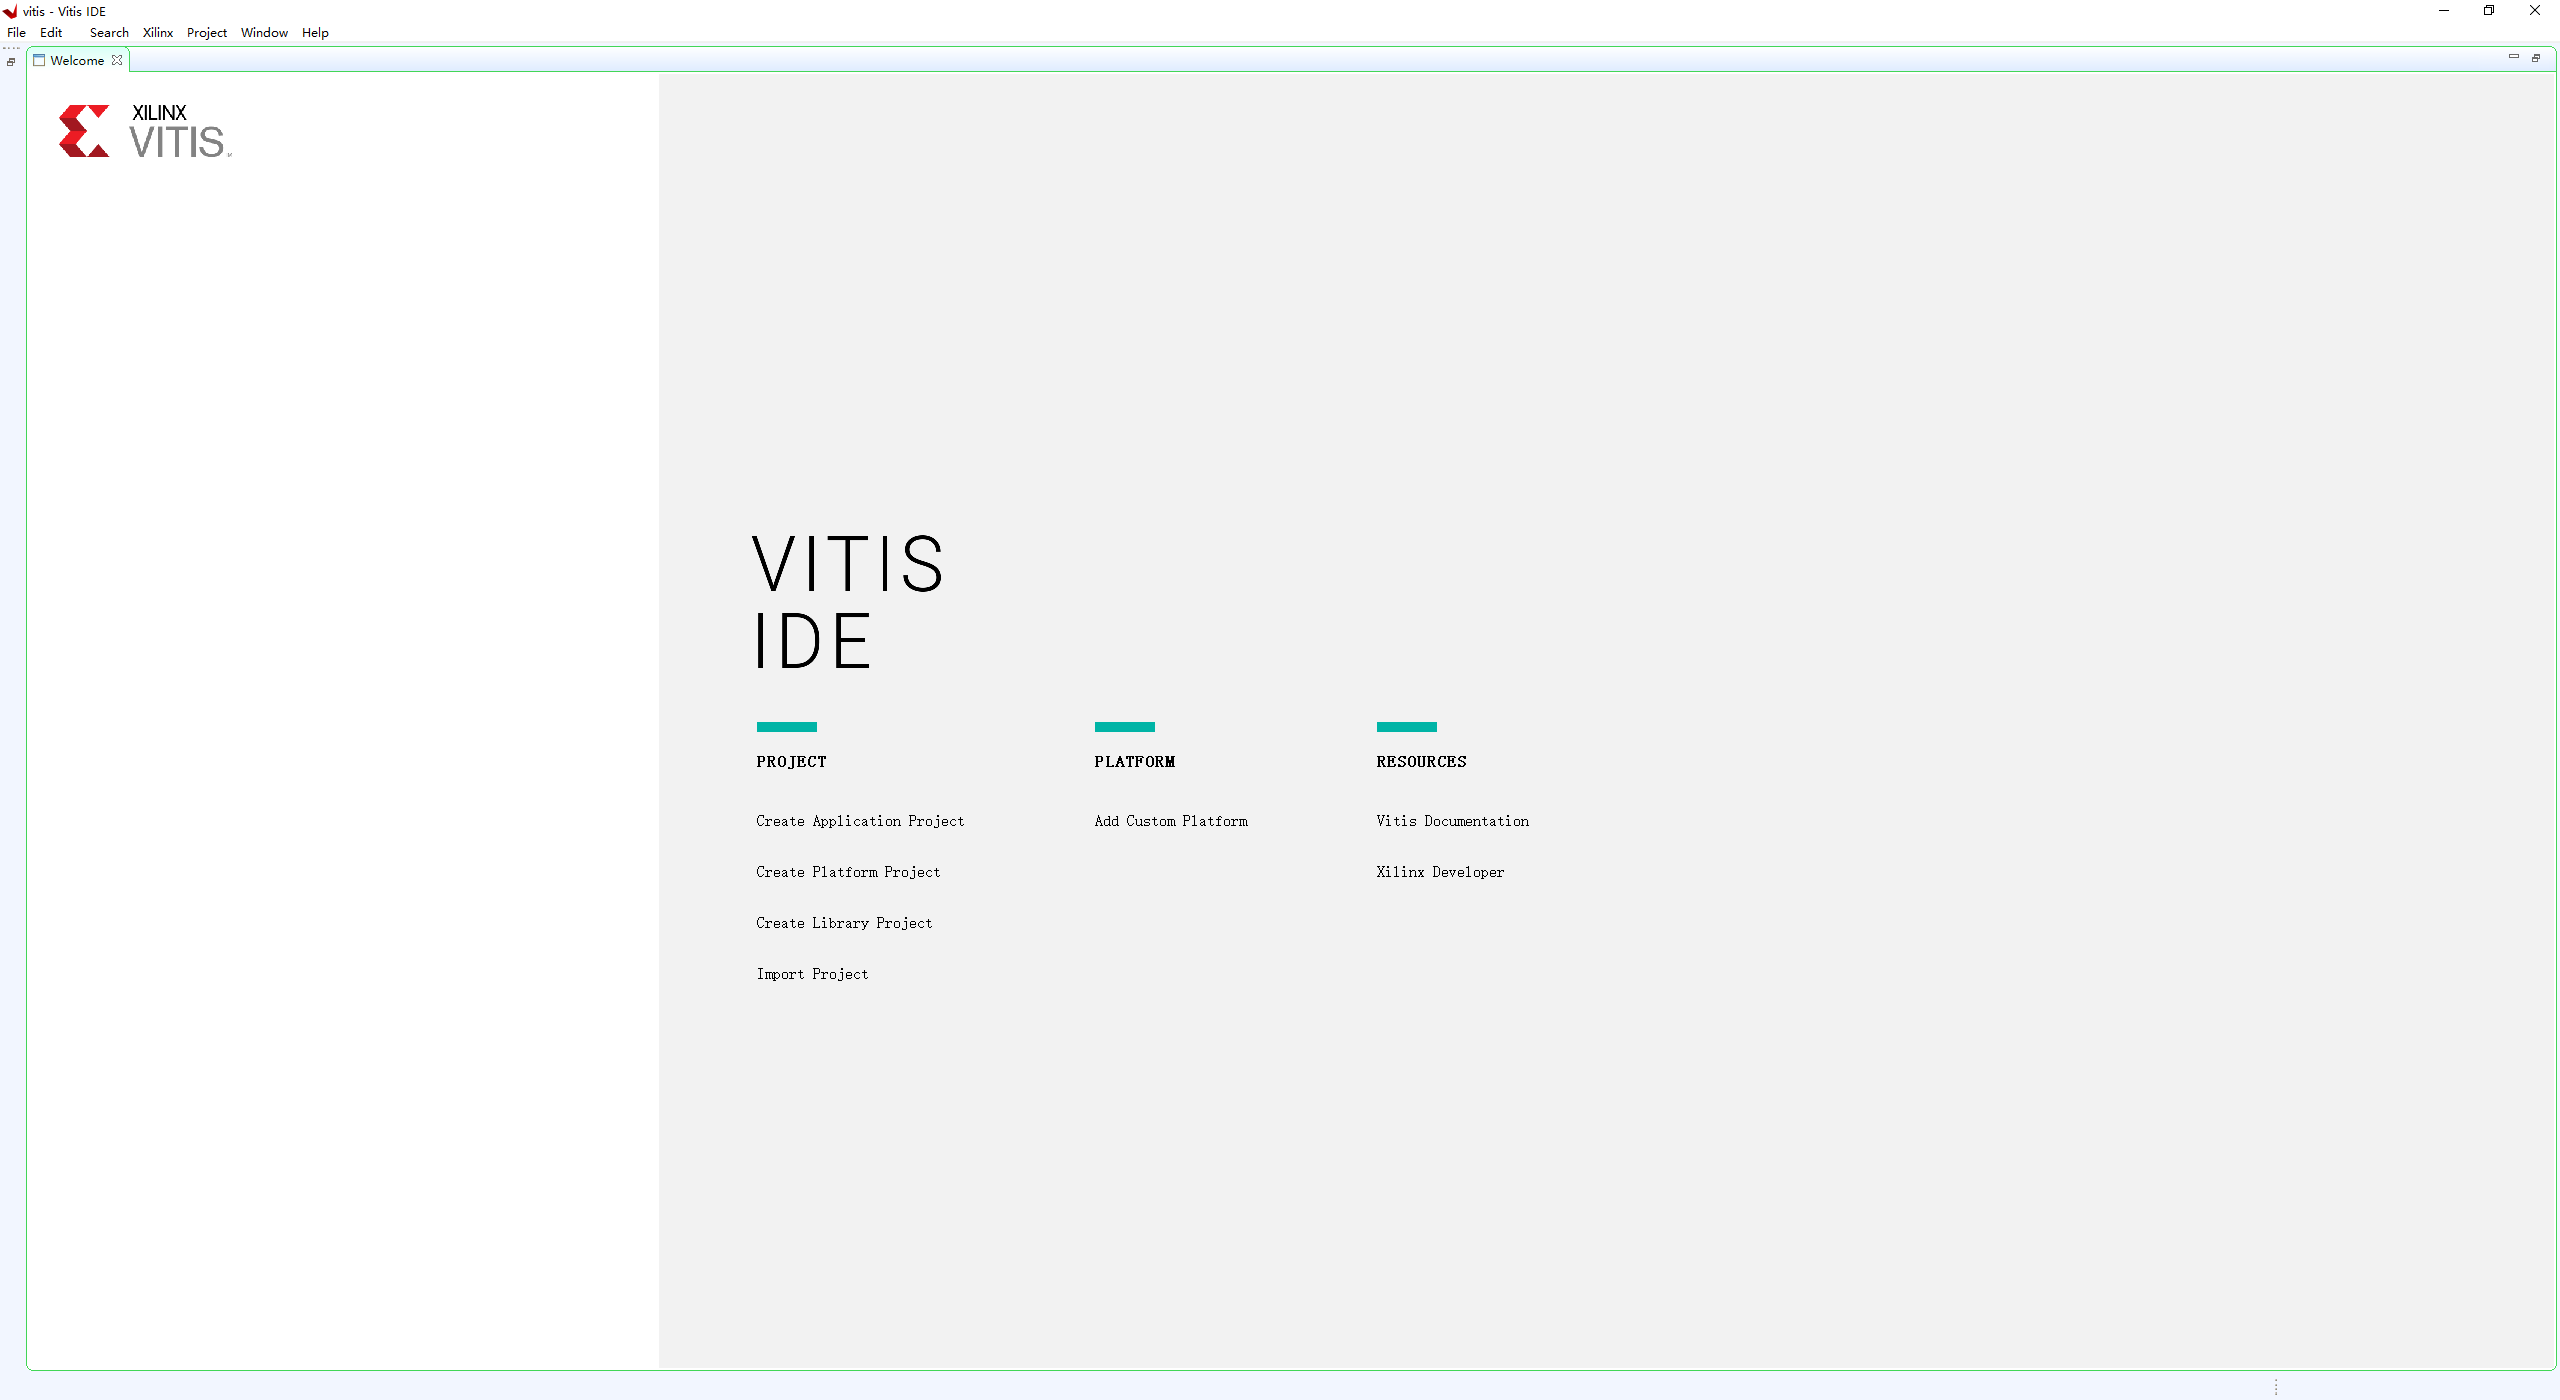 vitis - Vitis IDE
File Edit Search Xilinx Project Window Help
Welcome
XILINX
VITIS
VITIS
IDE
PROJECT
Create Application Project
Create Platform Project
Create Library Project
Import Project
PLATFORM
Add Custom Platform
RESOURCES
Vitis Documentation
Xilinx Developer